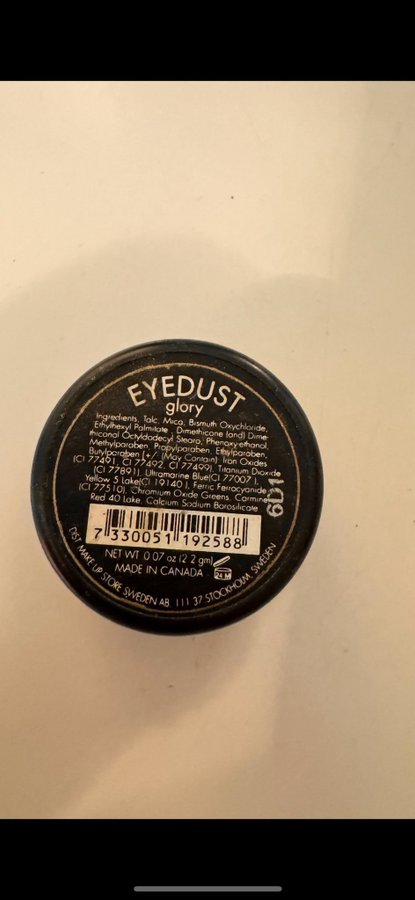 EYEDUST
glory
Ingredients, Talc, Mica, Bismuth Oxychloride,
Ethylhexyl Palmitate , Dimethicone (and) Dime-
thiconol Octyldodecyl Stearo, Phenoxyethanol,
Methylparaben, Propylparaben, Ethylparaben,
Butylparaben [+/ (May Contain): Iron Oxides
(CI 77491, CI 77492, CI 77499), Titanium Dioxide
(CI 77891), Ultramarine Blue(CI 77007 ),
Yellow 5 Lake(CI 19140 ), Ferric Ferrocyanide
(CI 77510), Chromium Oxide Greens, Carmine
Red 40 Lake, Calcium Sodium Borosilicate
6D1
7 330051 192588
NET WT 0.07 oz (2.2 gm)
24 M
MADE IN CANADA
DIST MAKE UP STORE SWEDEN AB, 111 37 STOCKHOLM, SWEDEN